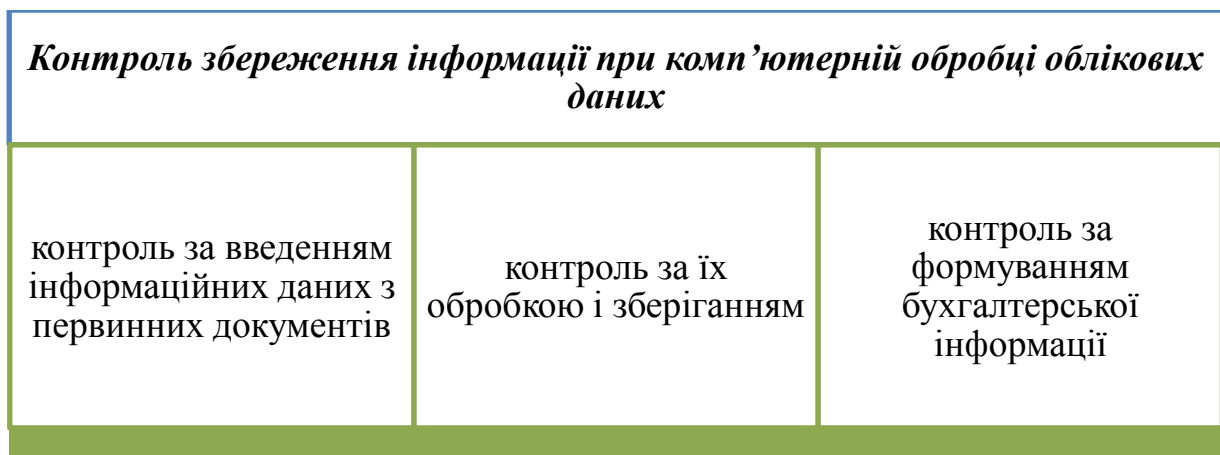 Контроль збереження інформації при комп’ютерній обробці облікових
даних
контроль за введенням
інформаційних даних з
первинних документів
контроль за їх
обробкою і зберіганням
контроль за
формуванням
бухгалтерської
інформації